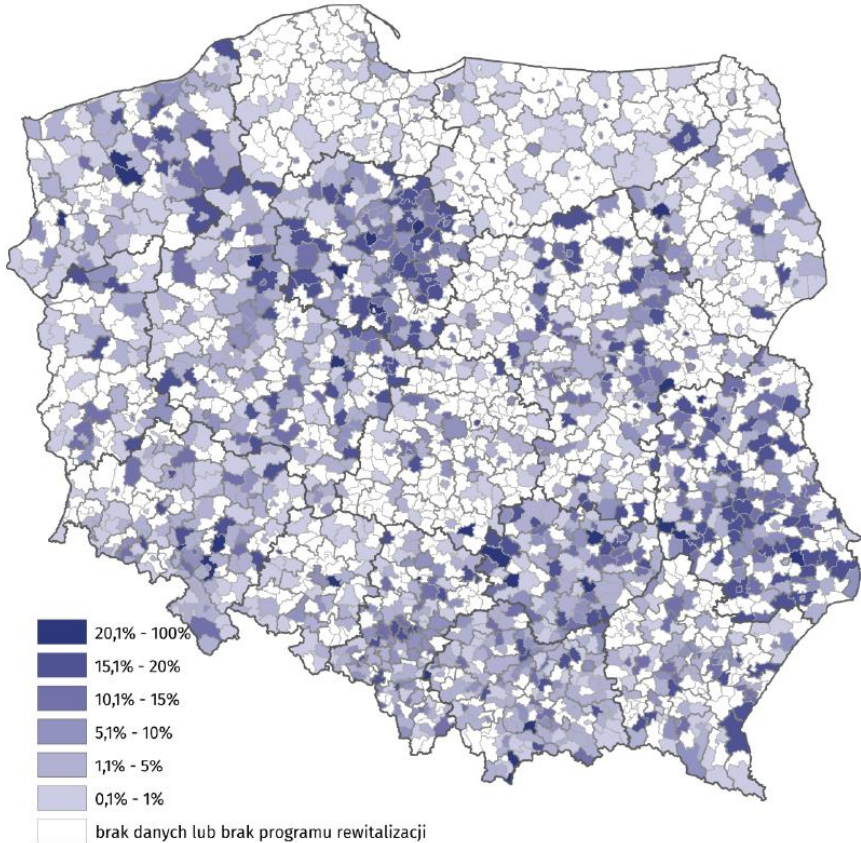 20,1% - 100%
15,1% - 20%
10,1% - 15%
5,1% - 10%
1,1% - 5%
0,1% - 1%
brak danych lub brak programu rewitalizacji